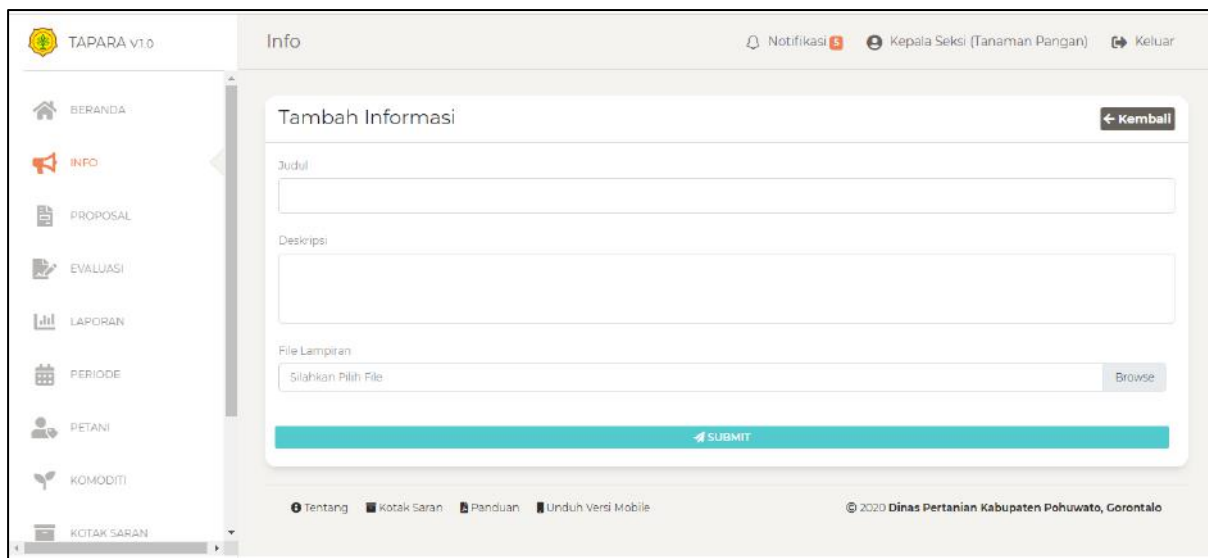 TAPARA V1.0
Info
Notifikasi 5
Kepala Seksi (Tanaman Pangan)
Keluar
BERANDA
INFO
PROPOSAL
EVALUASI
LAPORAN
PERIODE
PETANI
KOMODITI
KOTAK SARAN
Tambah Informasi
Kembali
Judul
Deskripsi
File Lampiran
Silahkan Pilih File
Browse
SUBMIT
Tentang
Kotak Saran
Panduan
Unduh Versi Mobile
© 2020 Dinas Pertanian Kabupaten Pohuwato, Gorontalo